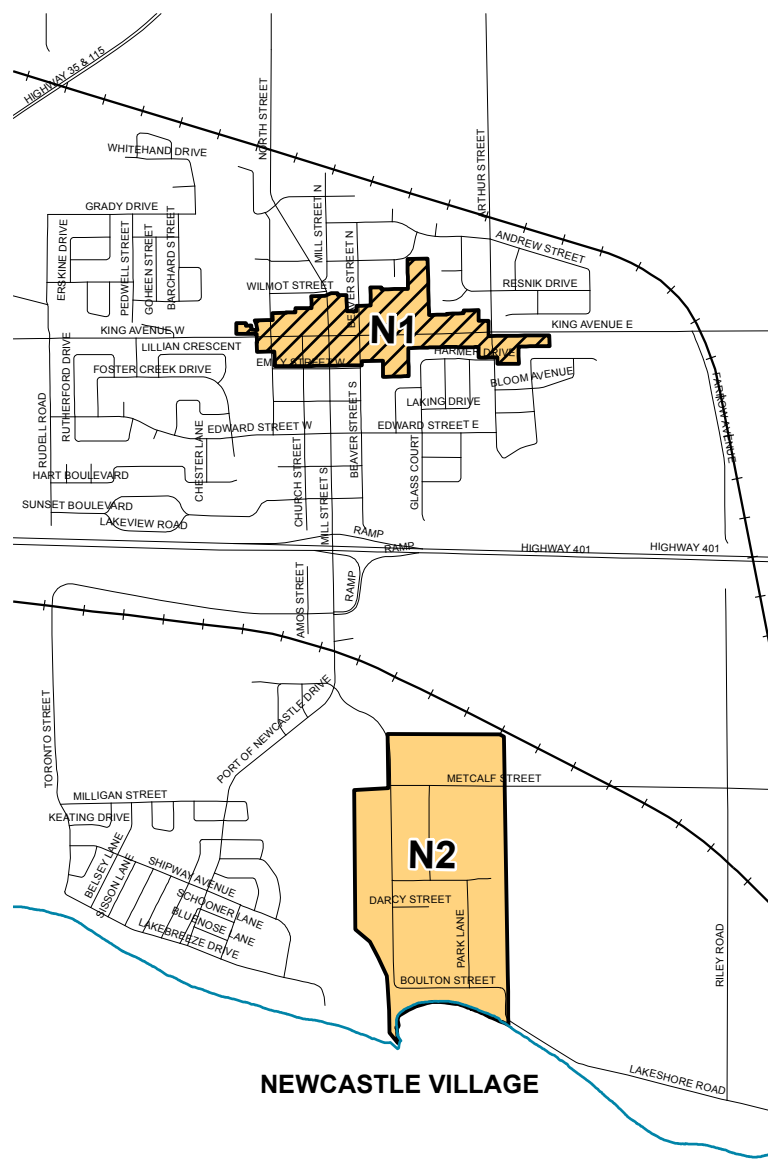 HIGHWAY 35 & 115
NORTH STREET
ARTHUR STREET
WHITEHAND DRIVE
GRADY DRIVE
MILL STREET N
ANDREW STREET
ERSKINE DRIVE
PEDWELL STREET
GOHEEN STREET
BARCHARD STREET
BEAVER STREET N
WILMOT STREET
RESNIK DRIVE
KING AVENUE W
N1
KING AVENUE E
LILLIAN CRESCENT
HARMER DRIVE
EMILY STREET W
FOSTER CREEK DRIVE
BLOOM AVENUE
RUTHERFORD DRIVE
RUDELL ROAD
LAKING DRIVE
FARROW AVENUE
EDWARD STREET W
EDWARD STREET E
BEAVER STREET S
CHESTER LANE
CHURCH STREET
MILL STREET S
GLASS COURT
HART BOULEVARD
SUNSET BOULEVARD
LAKEVIEW ROAD
RAMP
RAMP
HIGHWAY 401
HIGHWAY 401
RAMP
AMOS STREET
TORONTO STREET
PORT OF NEWCASTLE DRIVE
METCALF STREET
MILLIGAN STREET
KEATING DRIVE
N2
BELSEY LANE
SISSON LANE
SHIPWAY AVENUE
SCHOONER LANE
BLUENOSE LANE
LAKEBREEZE DRIVE
DARCY STREET
PARK LANE
RILEY ROAD
BOULTON STREET
LAKESHORE ROAD
NEWCASTLE VILLAGE